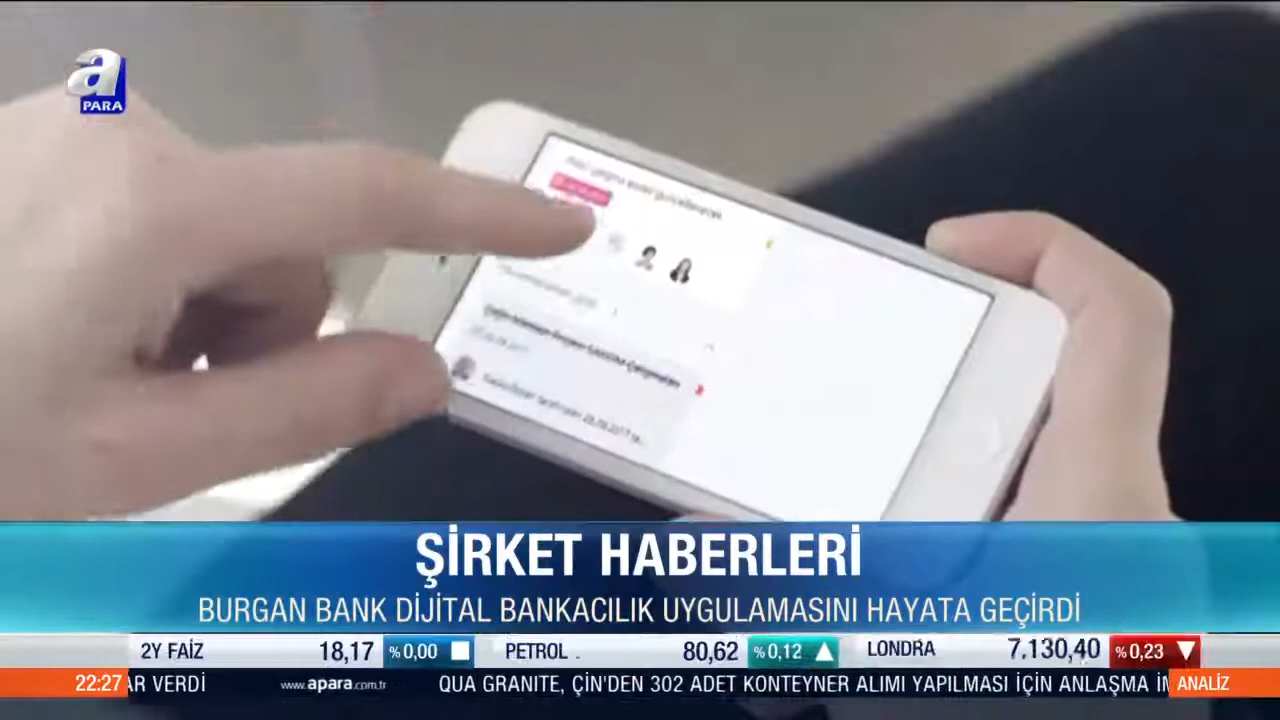 a
PARA
ŞİRKET HABERLERİ
BURGAN BANK DİJİTAL BANKACILIK UYGULAMASINI HAYATA GEÇİRDİ
2Y FAİZ 18,17 %0,00 PETROL . 80,62 %0,12 LONDRA 7.130,40 %0,23
22:27 AR VERDİ www.apara.com.tr QUA GRANITE, ÇİN'DEN 302 ADET KONTEYNER ALIMI YAPILMASI İÇİN ANLAŞMA İM ANALİZ